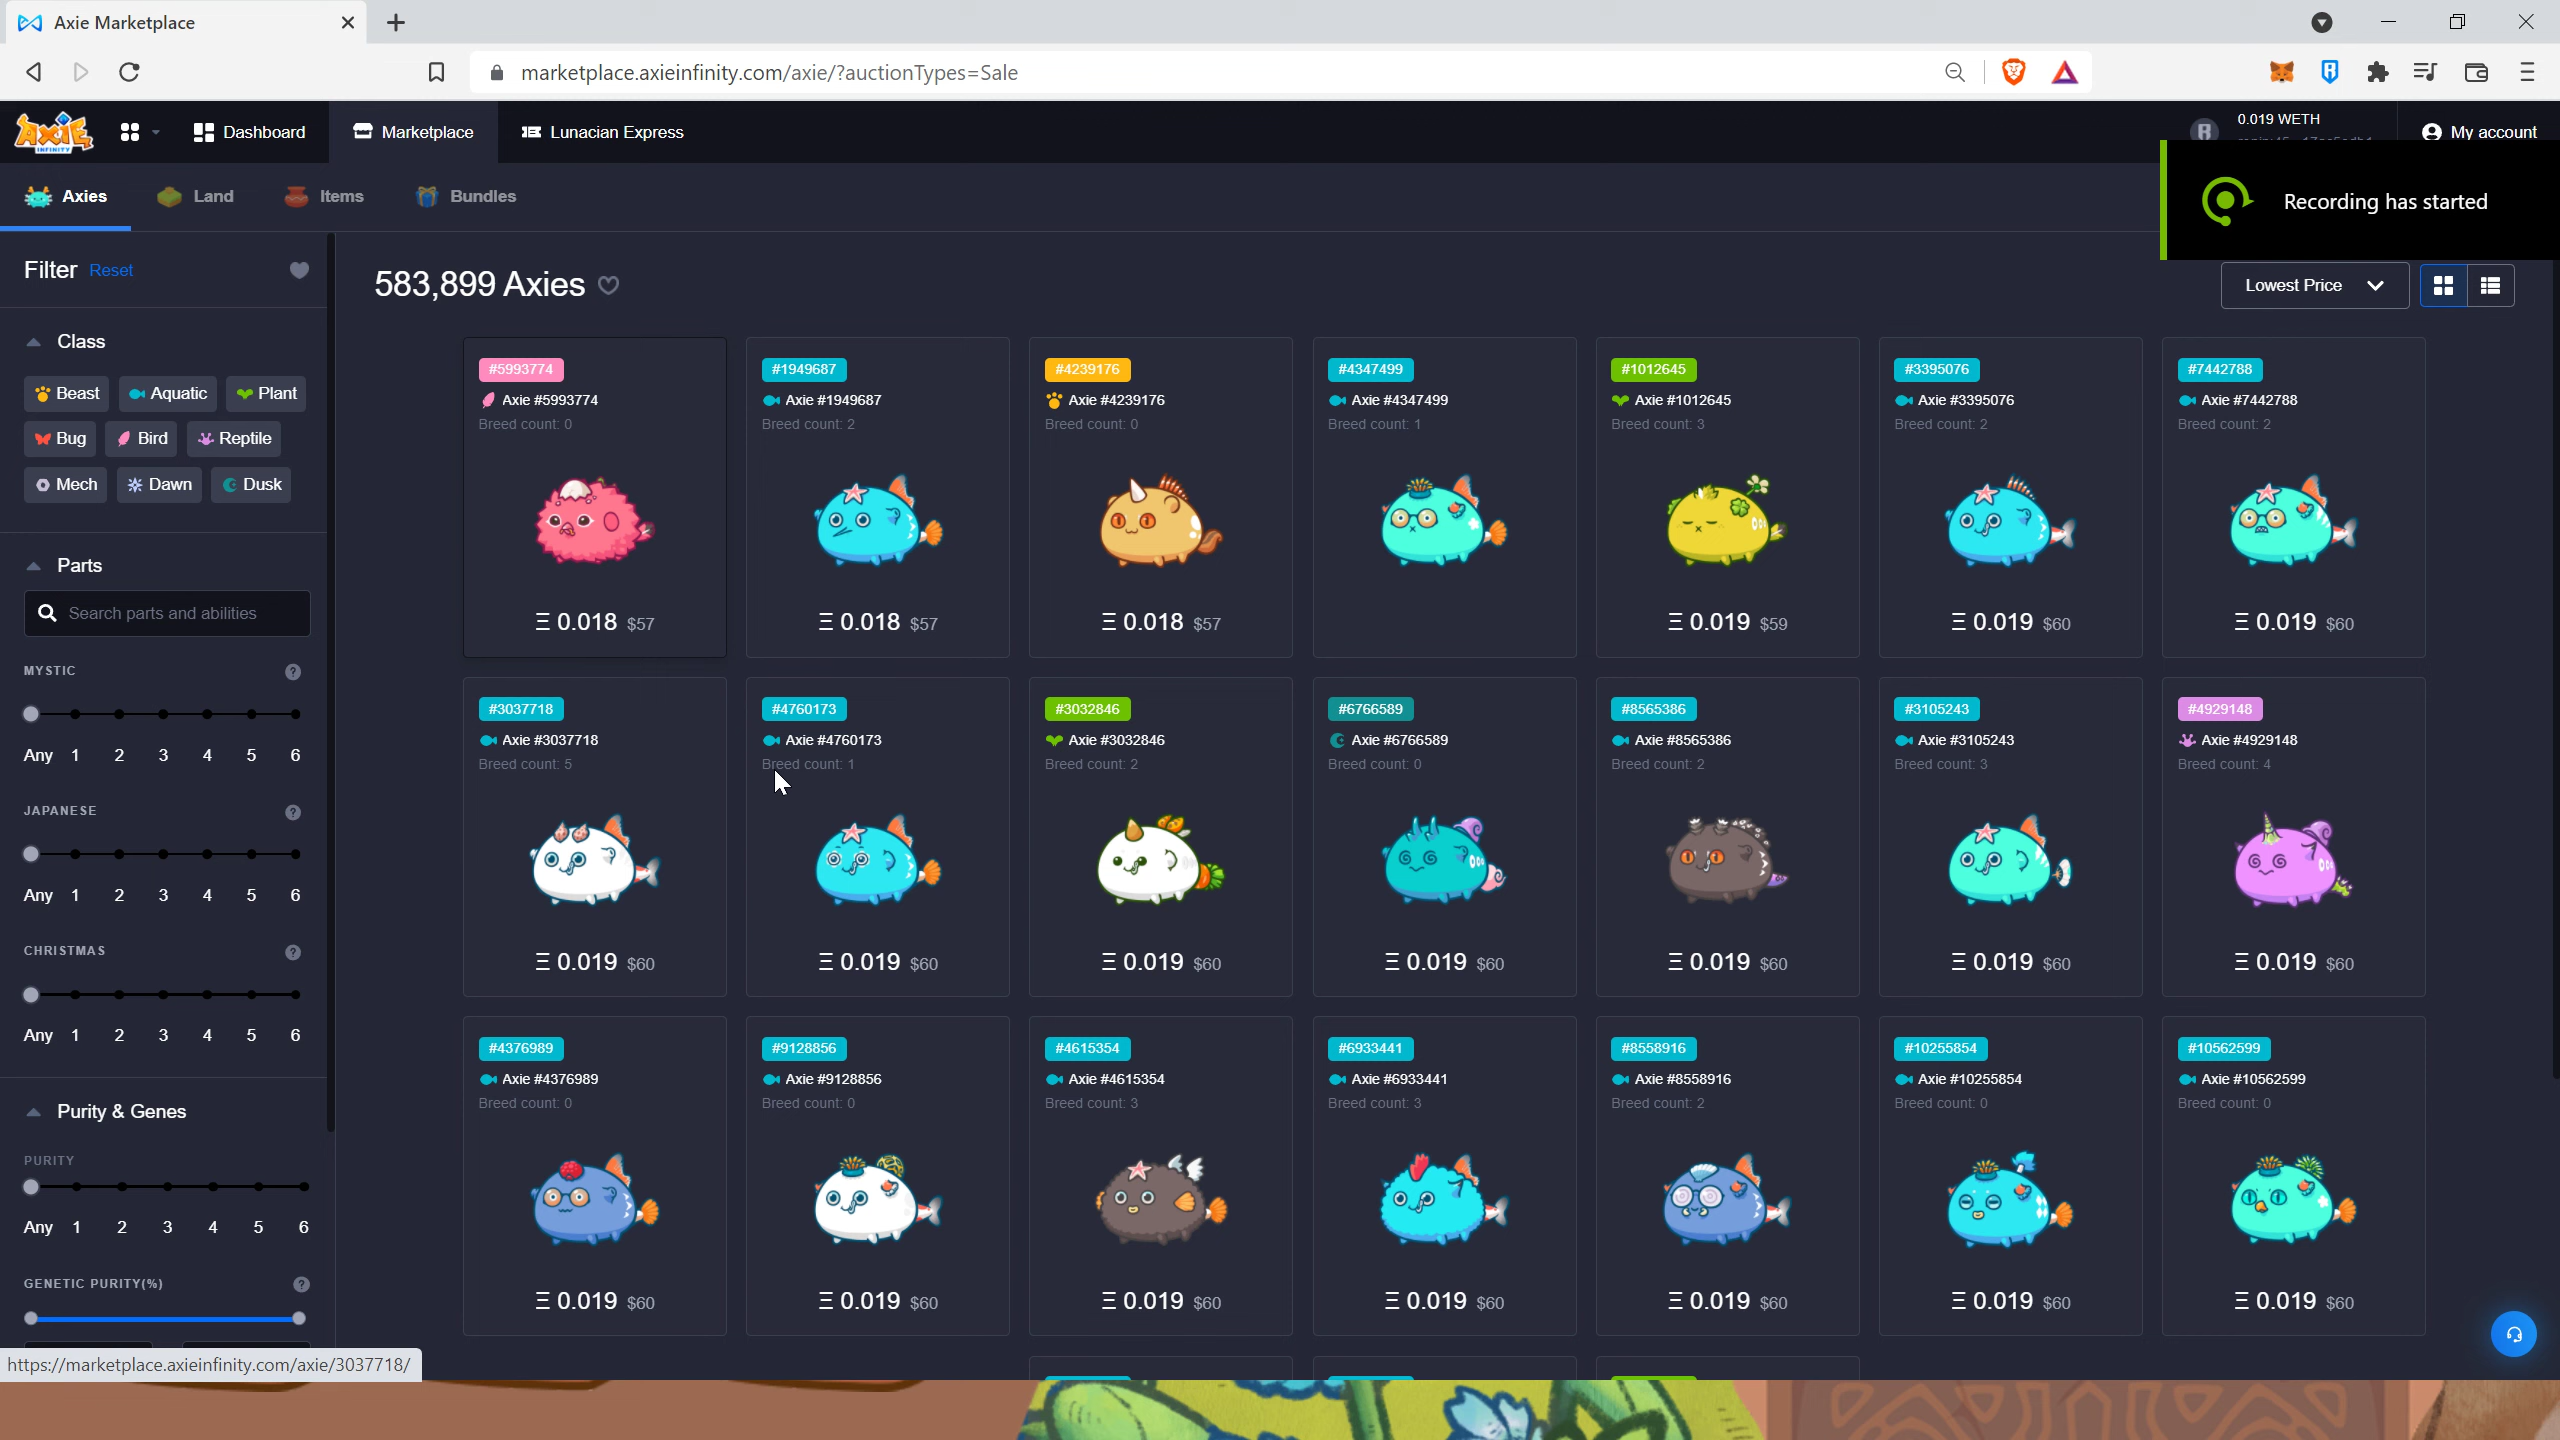 Axie Marketplace
marketplace.axieinfinity.com/axie/?auctionTypes=Sale
AXIE INFINITY
Dashboard
Marketplace
Lunacian Express
0.019 WETH
My account
Axies
Land
Items
Bundles
Recording has started
Filter Reset
583,899 Axies
Lowest Price
Class
Beast Aquatic Plant
Bug Bird Reptile
Mech Dawn Dusk
Parts
Search parts and abilities
MYSTIC
Any 1 2 3 4 5 6
JAPANESE
Any 1 2 3 4 5 6
CHRISTMAS
Any 1 2 3 4 5 6
Purity & Genes
PURITY
Any 1 2 3 4 5 6
GENETIC PURITY(%)
#5993774
Axie #5993774
Breed count: 0
Ξ 0.018 $57
#1949687
Axie #1949687
Breed count: 2
Ξ 0.018 $57
#4239176
Axie #4239176
Breed count: 0
Ξ 0.018 $57
#4347499
Axie #4347499
Breed count: 1
#1012645
Axie #1012645
Breed count: 3
Ξ 0.019 $59
#3395076
Axie #3395076
Breed count: 2
Ξ 0.019 $60
#7442788
Axie #7442788
Breed count: 2
Ξ 0.019 $60
#3037718
Axie #3037718
Breed count: 5
Ξ 0.019 $60
#4760173
Axie #4760173
Breed count: 1
Ξ 0.019 $60
#3032846
Axie #3032846
Breed count: 2
Ξ 0.019 $60
#6766589
Axie #6766589
Breed count: 0
Ξ 0.019 $60
#8565386
Axie #8565386
Breed count: 2
Ξ 0.019 $60
#3105243
Axie #3105243
Breed count: 3
Ξ 0.019 $60
#4929148
Axie #4929148
Breed count: 4
Ξ 0.019 $60
#4376989
Axie #4376989
Breed count: 0
Ξ 0.019 $60
#9128856
Axie #9128856
Breed count: 0
Ξ 0.019 $60
#4615354
Axie #4615354
Breed count: 3
Ξ 0.019 $60
#6933441
Axie #6933441
Breed count: 3
Ξ 0.019 $60
#8558916
Axie #8558916
Breed count: 2
Ξ 0.019 $60
#10255854
Axie #10255854
Breed count: 0
Ξ 0.019 $60
#10562599
Axie #10562599
Breed count: 0
Ξ 0.019 $60
https://marketplace.axieinfinity.com/axie/3037718/